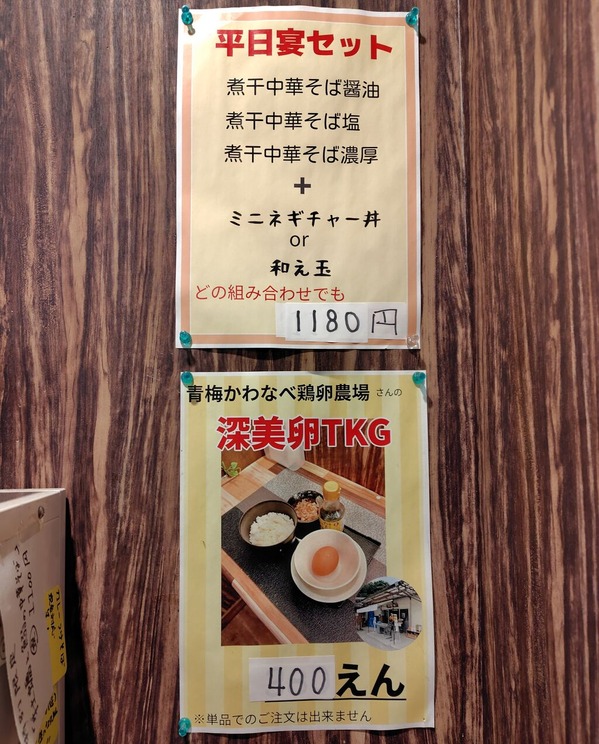 平日宴セット
煮干中華そば醤油
煮干中華そば塩
煮干中華そば濃厚
+
ミニネギチャー丼
or
和え玉
どの組み合わせでも
1180円
青梅かわなべ鶏卵農場 さんの
深美卵TKG
400えん
※単品でのご注文は出来ません